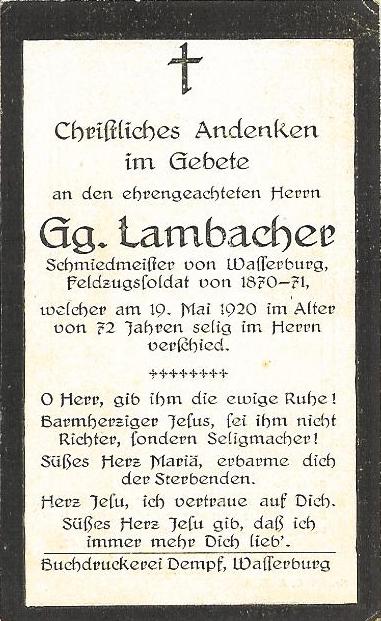 Christliches Andenken
im Gebete
an den ehrengeachteten Herrn
Gg. Lambacher
Schmiedmeister von Wasserburg,
Feldzugsoldat von 1870-71,
welcher am 19. Mai 1920 im Alter
von 72 Jahren selig im Herrn
verschied.
O Herr, gib ihm die ewige Ruhe!
Barmherziger Jesus, sei ihm nicht
Richter, sondern Seligmacher!
Süßes Herz Mariä, erbarme dich
der Sterbenden.
Herz Jesu, ich vertraue auf Dich.
Süßes Herz Jesu gib, daß ich
immer mehr Dich lieb'.
Buchdruckerei Dempf, Wasserburg